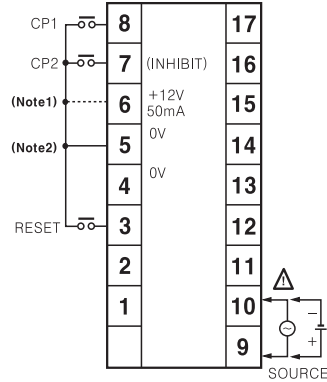 CP1 8 17
CP2 7 (INHIBIT) 16
(Note1) 6 +12V 15
50mA
(Note2) 5 0V 14
4 0V 13
RESET 3 12
2 11
1 10
9
− +
SOURCE